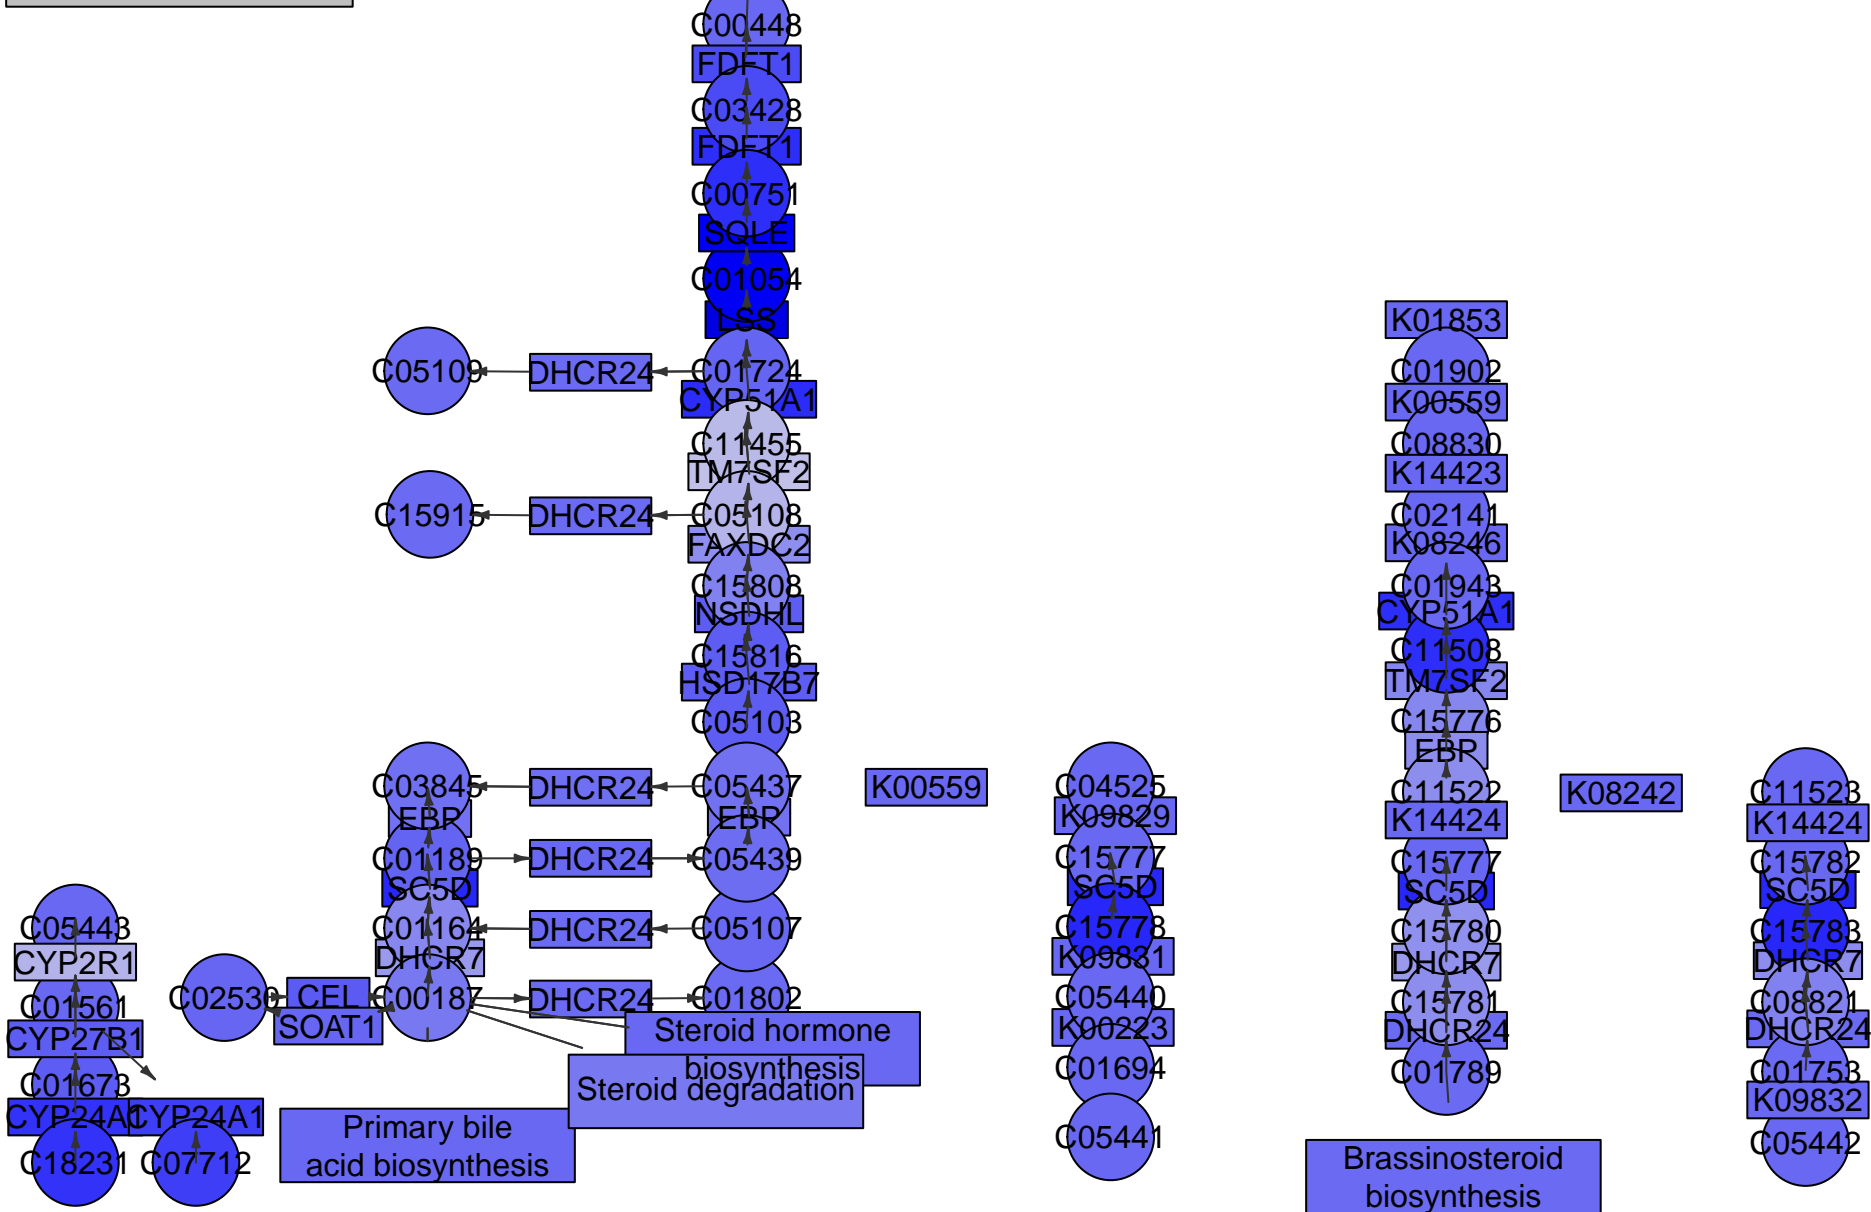 C00448
FDFT1
C03428
FDFT1
C00751
SQLE
C01054
LSS
C05109
DHCR24
C01724
CYP51A1
C11455
TM7SF2
C15915
DHCR24
C05108
FAXDC2
C15808
NSDHL
C15816
HSD17B7
C05103
C03845
DHCR24
C05437
EBP
EBP
C01189
DHCR24
C05439
SC5D
C01164
DHCR24
C05107
DHCR7
C02530
CEL
SOAT1
C00187
DHCR24
C01802
C05443
CYP2R1
C01561
CYP27B1
C01673
CYP24A1
CYP24A1
C18231
C07712
Steroid hormone
biosynthesis
Steroid degradation
Primary bile
acid biosynthesis
K00559
C04525
K09829
C15777
SC5D
C15778
K09831
C05440
K00223
C01694
C05441
K01853
C01902
K00559
C08830
K14423
C02141
K08246
C01943
CYP51A1
C11508
TM7SF2
C15776
EBP
C11522
K14424
C15777
SC5D
C15780
DHCR7
C15781
DHCR24
C01789
Brassinosteroid
biosynthesis
K08242
C11523
K14424
C15782
SC5D
C15783
DHCR7
C08821
DHCR24
C01753
K09832
C05442